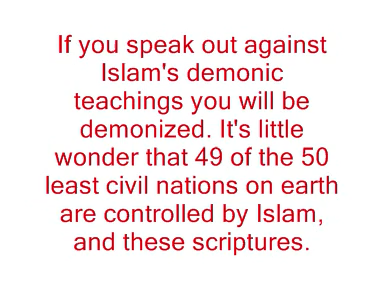 If you speak out against
Islam's demonic
teachings you will be
demonized. It's little
wonder that 49 of the 50
least civil nations on earth
are controlled by Islam,
and these scriptures.